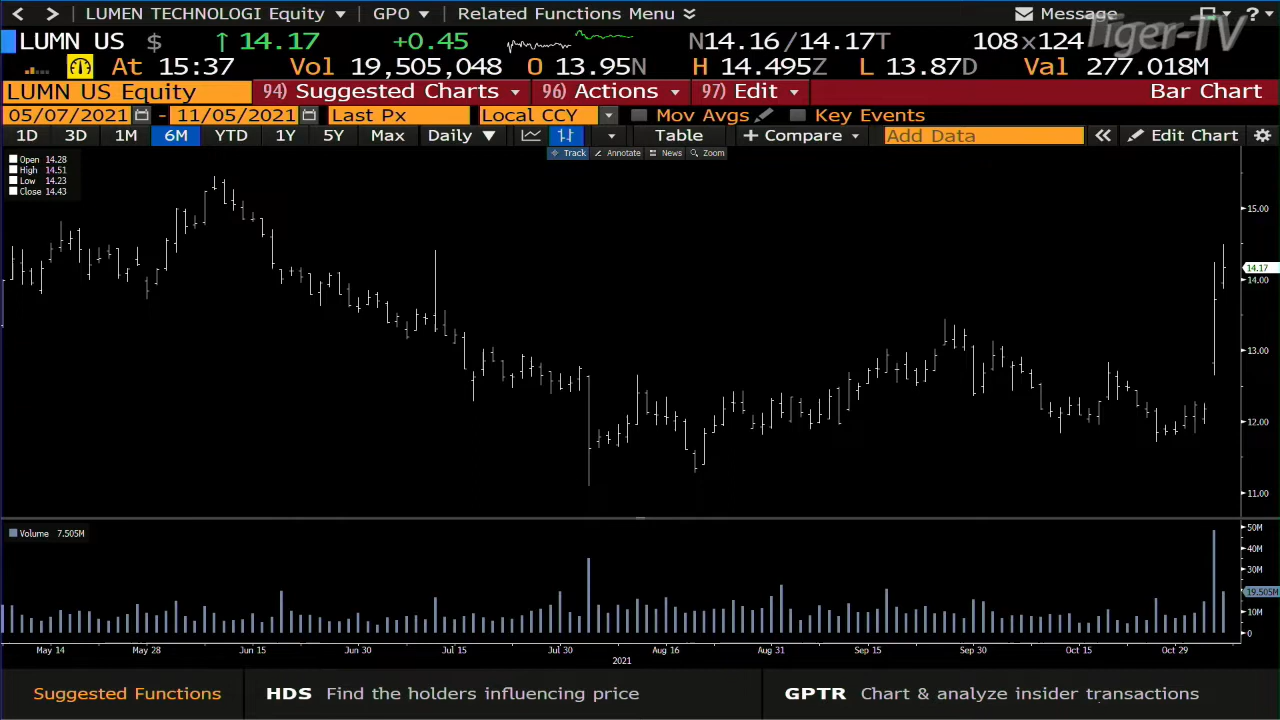 < > LUMEN TECHNOLOGI Equity GPO Related Functions Menu Message ?
LUMN US $ ↑ 14.17 +0.45 N14.16 /14.17T 108 x 124 Tiger-TV
At 15:37 Vol 19,505,048 O 13.95N H 14.495Z L 13.87D Val 277.018M
LUMN US Equity 94) Suggested Charts 96) Actions 97) Edit Bar Chart
05/07/2021 - 11/05/2021 Last Px Local CCY Mov Avgs Key Events
1D 3D 1M 6M YTD 1Y 5Y Max Daily ▼ Table + Compare Add Data « Edit Chart
Track Annotate News Zoom
Open 14.28
High 14.51
Low 14.23
Close 14.43
15.00
14.17
14.00
13.00
12.00
11.00
Volume 7.505M
50M
40M
30M
19.505M
10M
0
May 14 May 28 Jun 15 Jun 30 Jul 15 Jul 30 Aug 16 Aug 31 Sep 15 Sep 30 Oct 15 Oct 29
2021
Suggested Functions HDS Find the holders influencing price GPTR Chart & analyze insider transactions